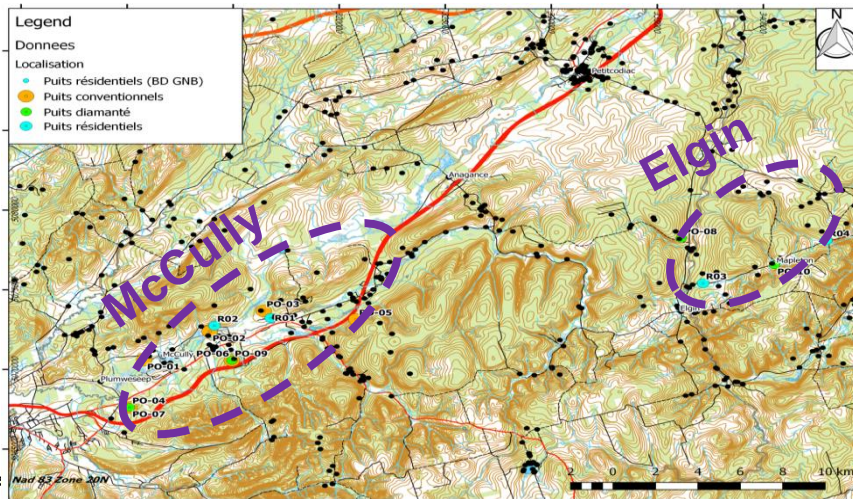 Legend
Donnees
Localisation
Puits résidentiels (BD GNB)
Puits conventionnels
Puits diamanté
Puits résidentiels
N
Petitcodiac
Anagance
Elgin
McCully
PO-08
R04
Mapleton
PO-10
R03
Elgin
PO-03
R02
R01
PO-05
PO-02
McCully
PO-06
PO-09
PO-01
Plumweseep
PO-04
PO-07
Nad 83 Zone 20N
2 0 2 4 6 8 10 km